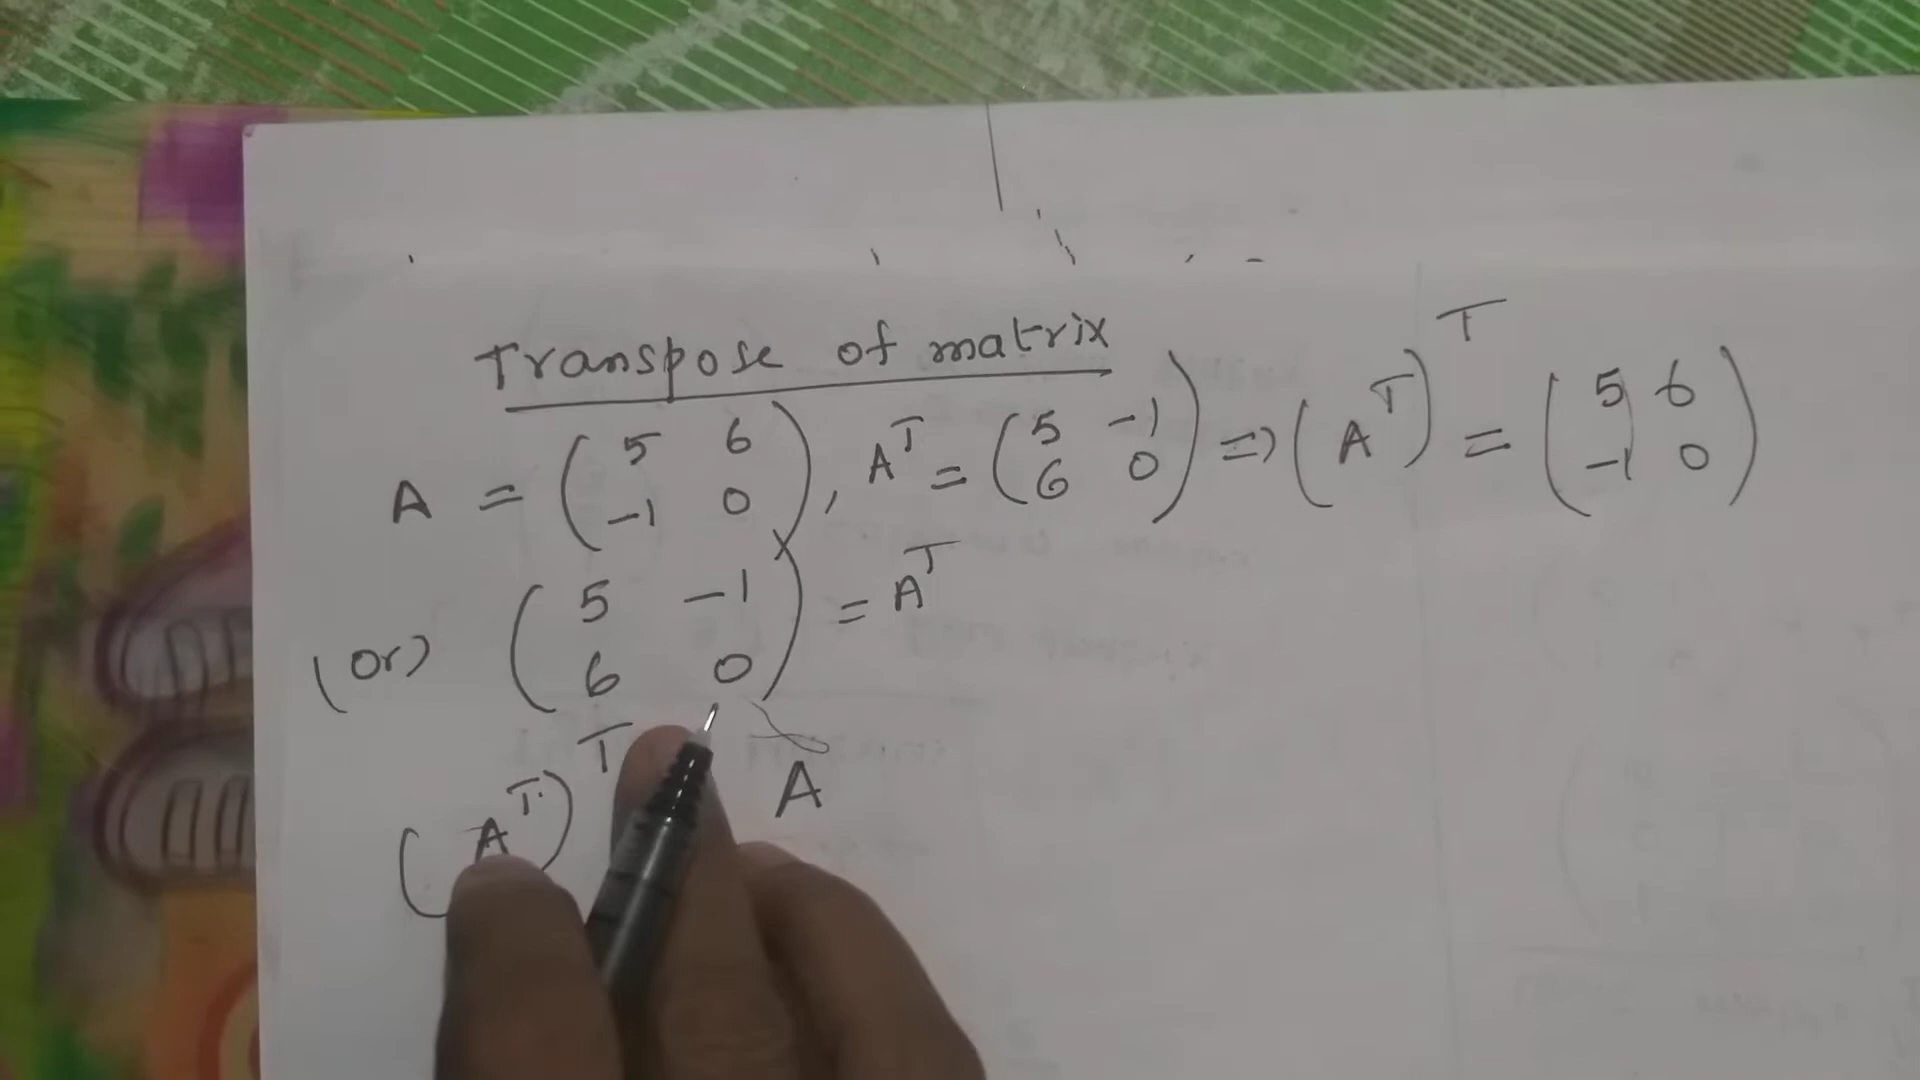 Transpose of matrix
A = (5 6 -1 0), A^T = (5 -1 6 0) => (A^T)^T = (5 6 -1 0)
(or) (5 -1 6 0) = A^T
(A^T)^T A